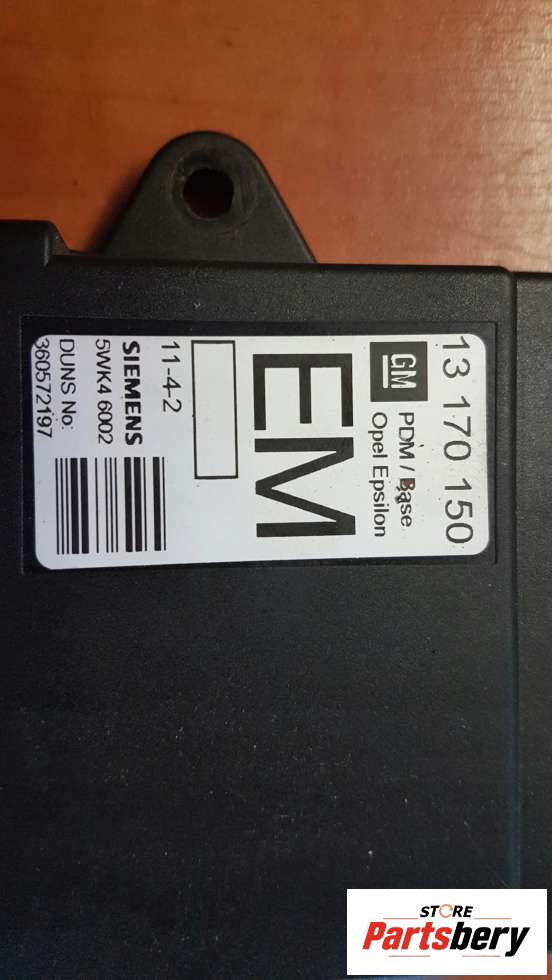 13 170 150
GM
PDM / Base
Opel Epsilon
EM
11-4-2
SIEMENS
5WK4 6002
DUNS No:
360572197
STORE
Partsbery